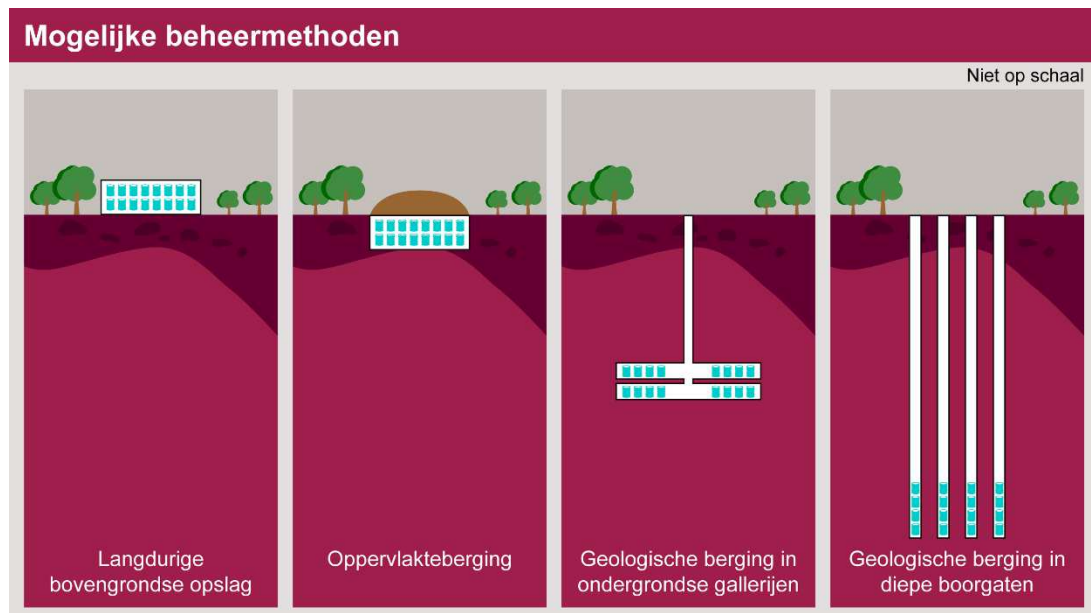 Mogelijke beheermethoden
Niet op schaal
Langdurige
bovengrondse opslag
Oppervlakteberging
Geologische berging in
ondergrondse gallerijen
Geologische berging in
diepe boorgaten